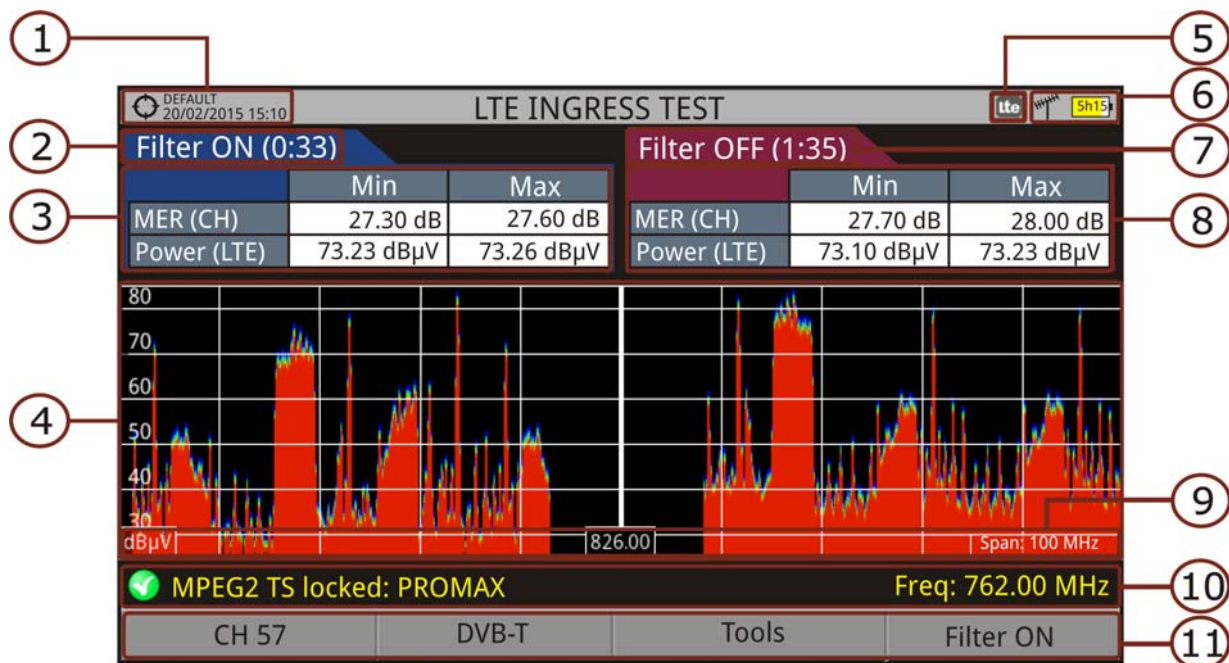 1
5
DEFAULT
20/02/2015 15:10
LTE INGRESS TEST
lte
5h15
6
2
Filter ON (0:33)
Filter OFF (1:35)
7
3
Min Max
MER (CH) 27.30 dB 27.60 dB
Power (LTE) 73.23 dBµV 73.26 dBµV
Min Max
MER (CH) 27.70 dB 28.00 dB
Power (LTE) 73.10 dBµV 73.23 dBµV
8
80
70
60
4
50
40
30
9
dBµV
826.00
Span: 100 MHz
MPEG2 TS locked: PROMAX
Freq: 762.00 MHz
10
CH 57
DVB-T
Tools
Filter ON
11